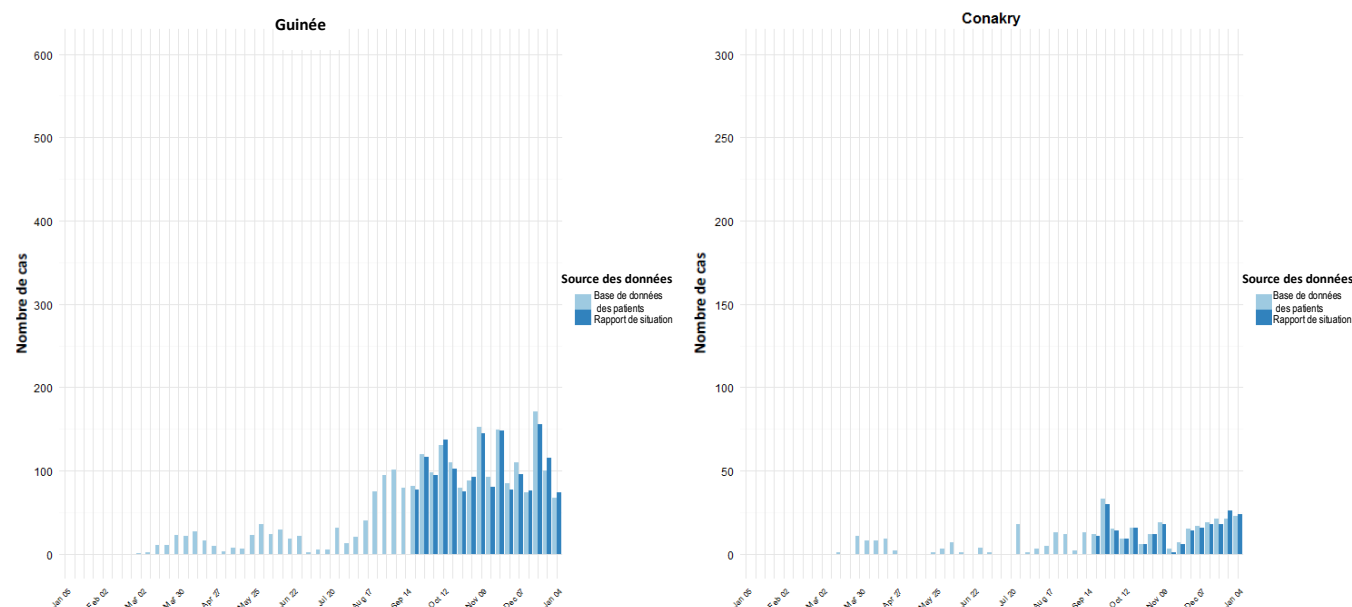 Guinée
600
500
400
300
200
100
0
Nombre de cas
Jan 05
Feb 02
Mar 02
Mar 30
Apr 27
May 25
Jun 22
Jul 20
Aug 17
Sep 14
Oct 12
Nov 09
Dec 07
Jan 04
Source des données
Base de données
des patients
Rapport de situation
Conakry
300
250
200
150
100
50
0
Nombre de cas
Jan 05
Feb 02
Mar 02
Mar 30
Apr 27
May 25
Jun 22
Jul 20
Aug 17
Sep 14
Oct 12
Nov 09
Dec 07
Jan 04
Source des données
Base de données
des patients
Rapport de situation